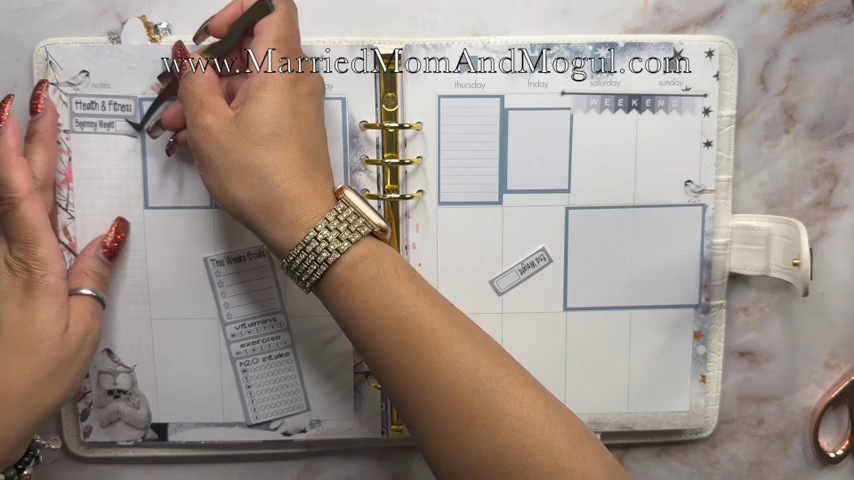 www.MarriedMomAndMogul.com
notes
thursday
friday
saturday
sunday
Health & Fitness
Beginning Weight
WEEKEND
This Weeks Goals
End Weight
vitamins
exercise
h2o intake